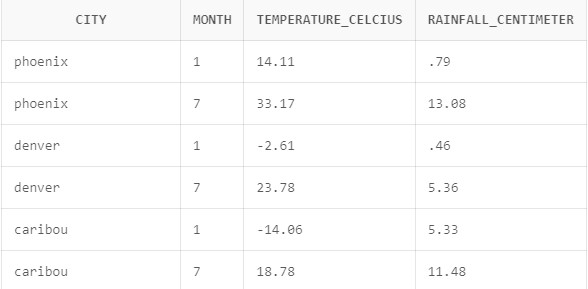 CITY MONTH TEMPERATURE_CELCIUS RAINFALL_CENTIMETER
phoenix 1 14.11 .79
phoenix 7 33.17 13.08
denver 1 -2.61 .46
denver 7 23.78 5.36
caribou 1 -14.06 5.33
caribou 7 18.78 11.48